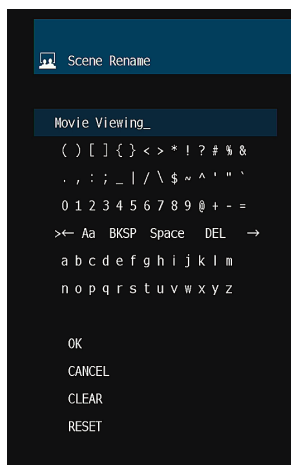 Scene Rename
Movie Viewing_
( ) [ ] { } < > * ! ? # % &
. , : ; _ | / \ $ ~ ^ ' " `
0 1 2 3 4 5 6 7 8 9 @ + - =
>← Aa BKSP Space DEL →
a b c d e f g h i j k l m
n o p q r s t u v w x y z
OK
CANCEL
CLEAR
RESET